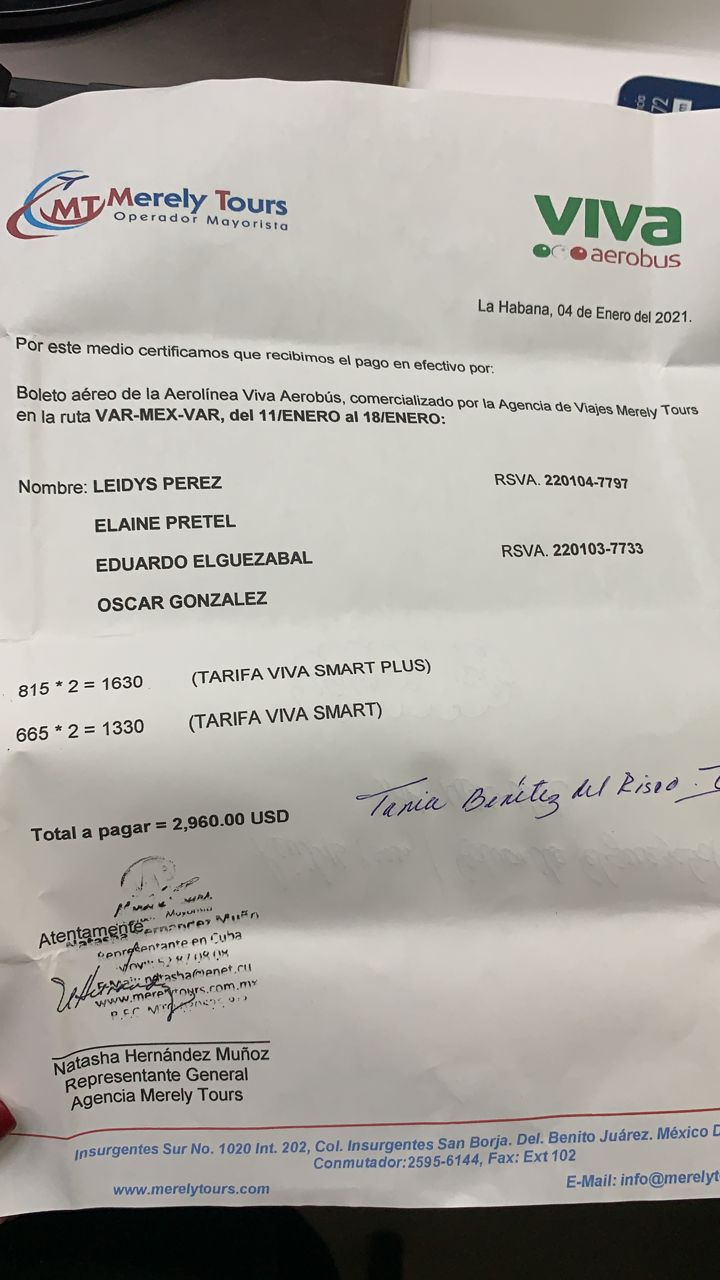 MT Merely Tours
Operador Mayorista
VIVA
aerobus
72
La Habana, 04 de Enero del 2021.
Por este medio certificamos que recibimos el pago en efectivo por:
Boleto aéreo de la Aerolínea Viva Aerobús, comercializado por la Agencia de Viajes Merely Tours
en la ruta VAR-MEX-VAR, del 11/ENERO al 18/ENERO:
Nombre: LEIDYS PEREZ RSVA. 220104-7797
ELAINE PRETEL
EDUARDO ELGUEZABAL RSVA. 220103-7733
OSCAR GONZALEZ
815 * 2 = 1630 (TARIFA VIVA SMART PLUS)
665 * 2 = 1330 (TARIFA VIVA SMART)
Tania Benítez del Risco
Total a pagar = 2,960.00 USD
Atentamente
Representante en Cuba
www.merelytours.com.mx
Natasha Hernández Muñoz
Representante General
Agencia Merely Tours
Insurgentes Sur No. 1020 Int. 202, Col. Insurgentes San Borja. Del. Benito Juárez. México D
Conmutador:2595-6144, Fax: Ext 102
www.merelytours.com E-Mail: info@merelyt